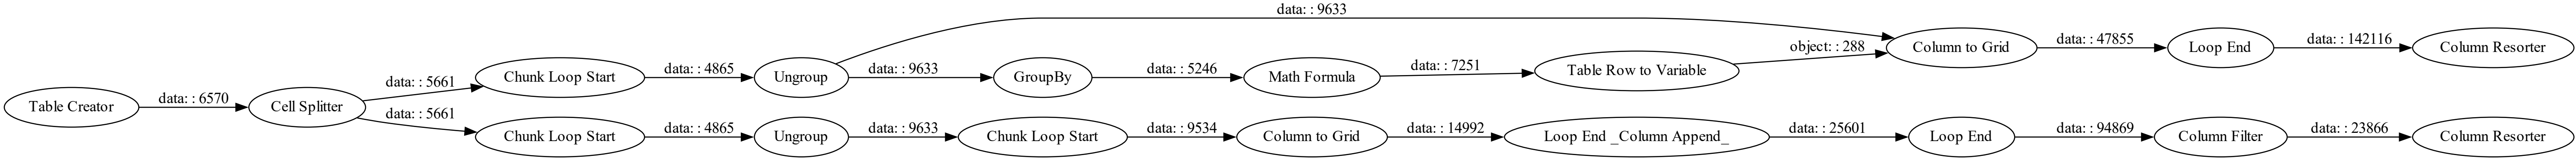 data: : 9633
object: : 288
Column to Grid
data: : 47855
Loop End
data: : 142116
Column Resorter
data: : 5661
Chunk Loop Start
data: : 4865
Ungroup
data: : 9633
GroupBy
data: : 5246
Math Formula
data: : 7251
Table Row to Variable
Table Creator
data: : 6570
Cell Splitter
data: : 5661
Chunk Loop Start
data: : 4865
Ungroup
data: : 9633
Chunk Loop Start
data: : 9534
Column to Grid
data: : 14992
Loop End _Column Append_
data: : 25601
Loop End
data: : 94869
Column Filter
data: : 23866
Column Resorter